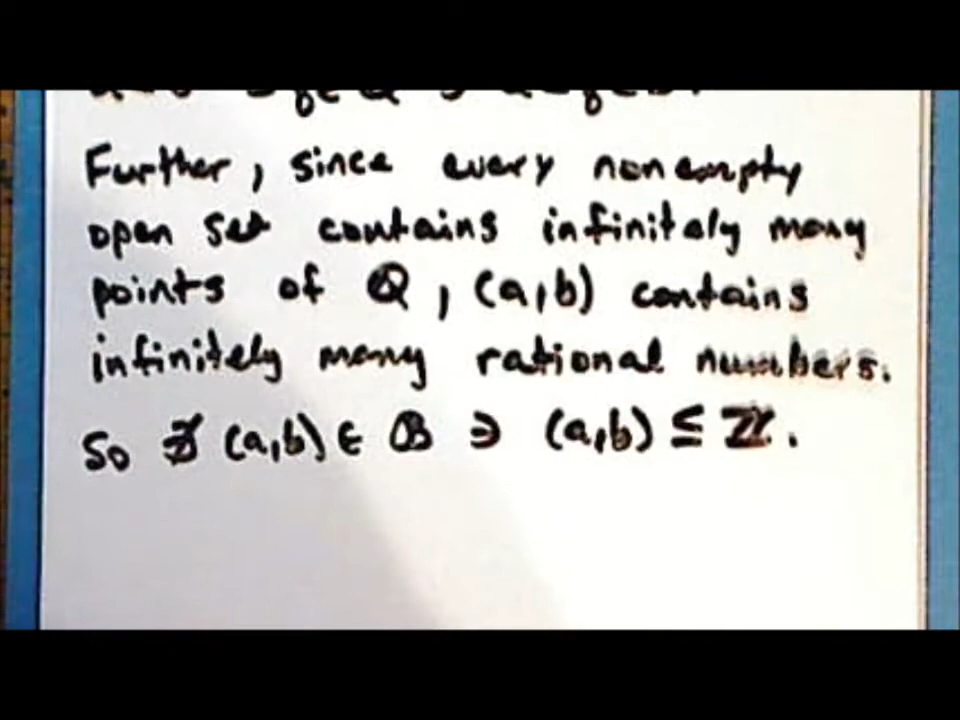 Further, since every nonempty
open set contains infinitely many
points of ℚ, (a,b) contains
infinitely many rational numbers.
So ∄ (a,b) ∈ ℬ ∋ (a,b) ⊆ ℤ.